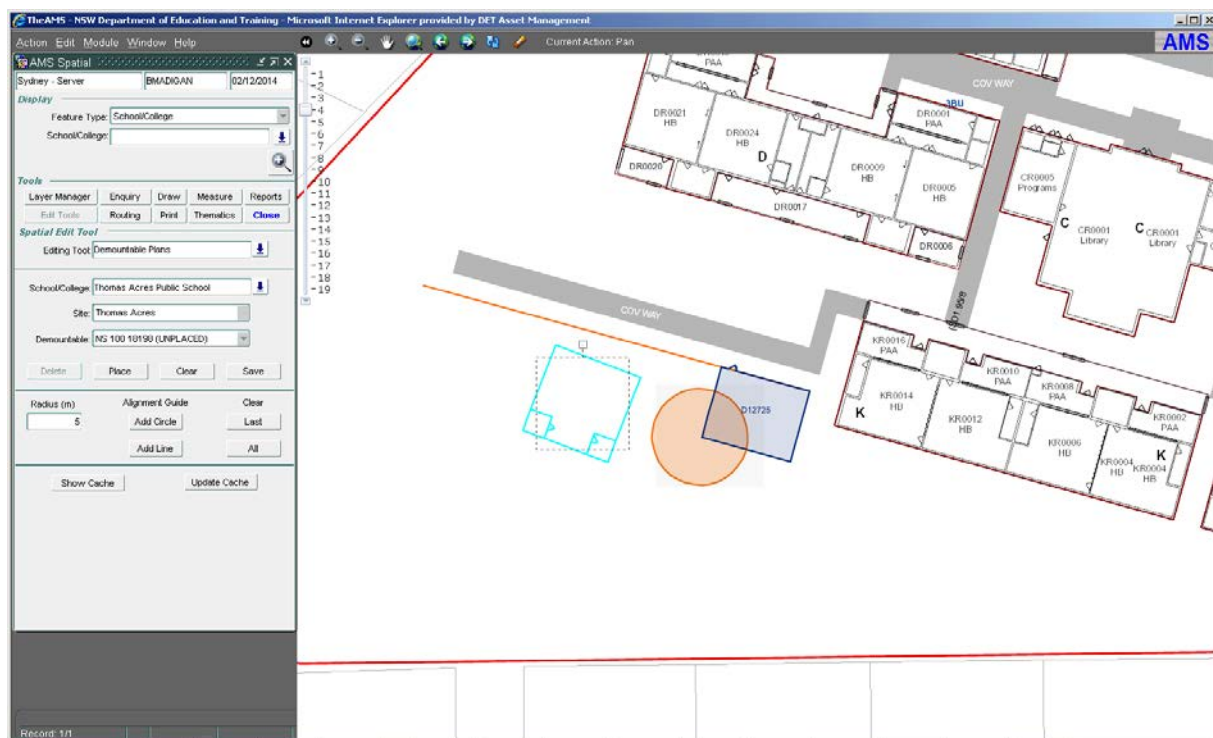 TheAMS - NSW Department of Education and Training - Microsoft Internet Explorer provided by DET Asset Management
Action Edit Module Window Help
Current Action: Pan
AMS
AMS Spatial
Sydney - Server BMADIGAN 02/12/2014
Display
Feature Type: School/College
School/College:
Tools
Layer Manager Enquiry Draw Measure Reports
Edit Tools Routing Print Thematics Close
Spatial Edit Tool
Editing Tool: Demountable Plans
School/College: Thomas Acres Public School
Site: Thomas Acres
Demountable: NS 100 18198 (UNPLACED)
Delete Place Clear Save
Radius (m) Alignment Guide Clear
5 Add Circle Last
Add Line All
Show Cache Update Cache
Record: 1/1
1
2
3
4
5
6
7
8
9
10
11
12
13
14
15
16
17
18
19
PAA
DR0021
HB
DR0024
HB
D
DR0020
DR0017
DR0009
HB
DR0001
PAA
DR0005
HB
DR0006
COV WAY
CR0005
Programs
C
C
CR0001
Library
CR0001
Library
COV WAY
D12725
KR0016
PAA
KR0010
PAA
KR0008
PAA
KR0002
PAA
KR0014
HB
K
KR0012
HB
KR0006
HB
KR0004
HB
K
KR0004
HB